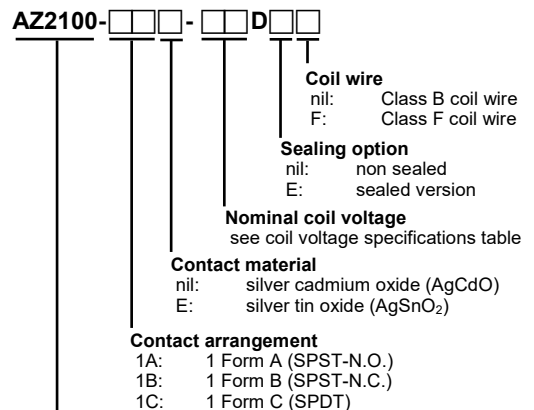 AZ2100-□□□-□□D□□
Coil wire
nil: Class B coil wire
F: Class F coil wire
Sealing option
nil: non sealed
E: sealed version
Nominal coil voltage
see coil voltage specifications table
Contact material
nil: silver cadmium oxide (AgCdO)
E: silver tin oxide (AgSnO₂)
Contact arrangement
1A: 1 Form A (SPST-N.O.)
1B: 1 Form B (SPST-N.C.)
1C: 1 Form C (SPDT)